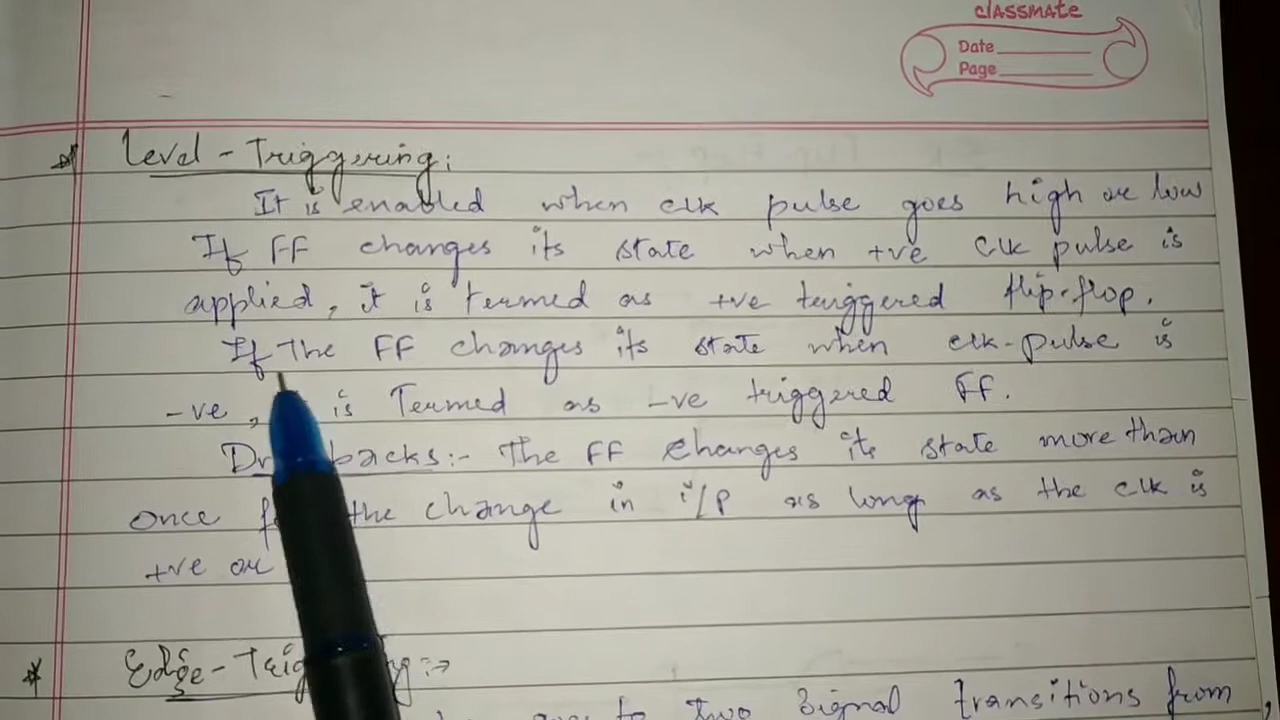 classmate
Date
Page
* Level-Triggering:
It is enabled when clk pulse goes high or low
If FF changes its state when +ve clk pulse is
applied, it is termed as +ve triggered flip-flop.
If The FF changes its state when clk-pulse is
-ve, is Termed as -ve triggered FF.
backs:- The FF changes its state more than
once the change in i/p as long as the clk is
+ve or
* Edge-
to two signal transitions from